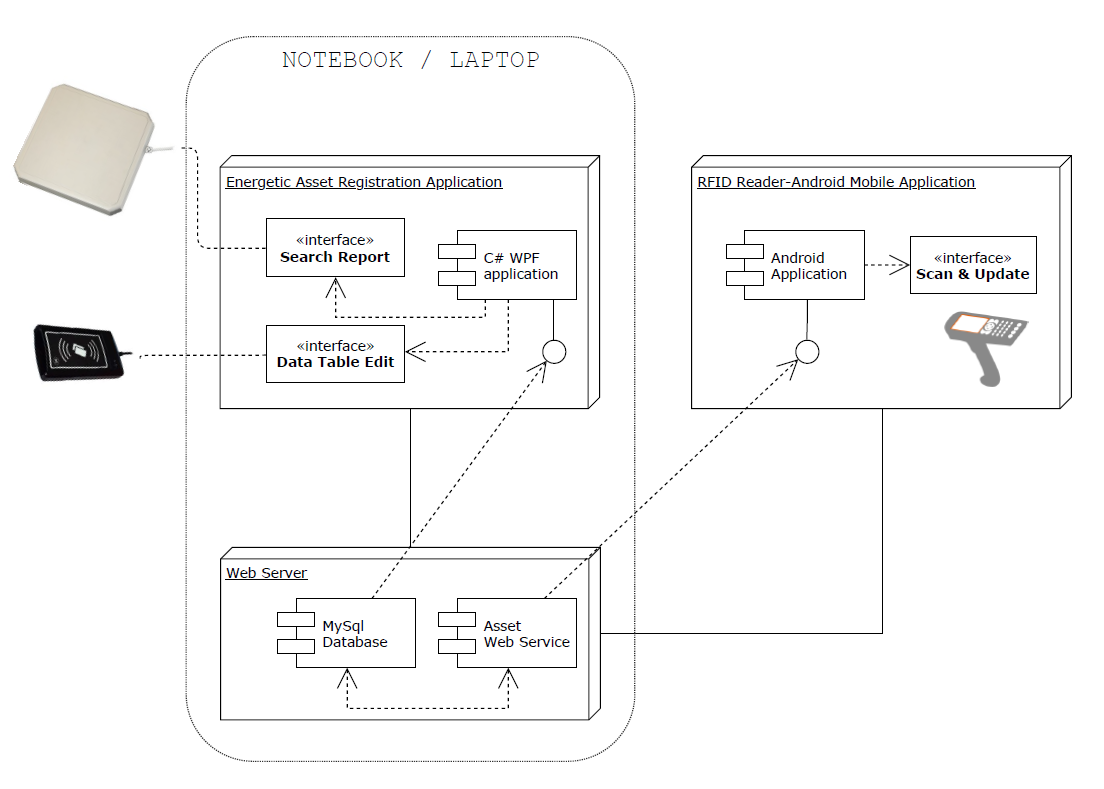 NOTEBOOK / LAPTOP
Energetic Asset Registration Application
«interface»
Search Report
C# WPF
application
«interface»
Data Table Edit
RFID Reader-Android Mobile Application
Android
Application
«interface»
Scan & Update
Web Server
MySql
Database
Asset
Web Service